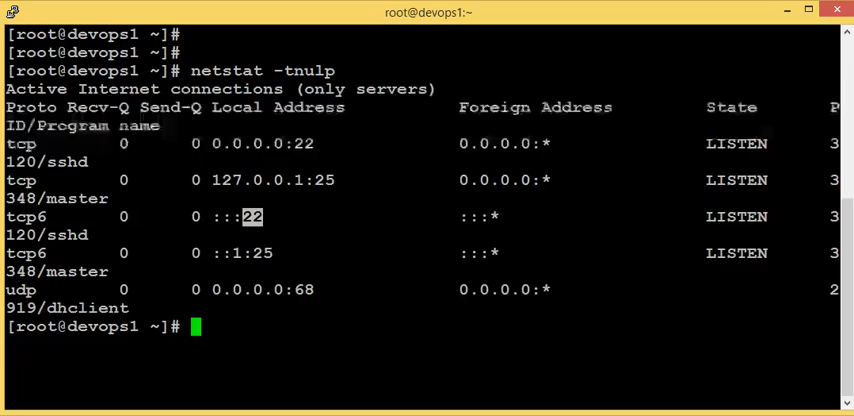 root@devops1
[root@devops1 ~]#
[root@devops1 ~]#
[root@devops1 ~]# netstat -tnulp
Active Internet connections (only servers)
Proto Recv-Q Send-Q Local Address           Foreign Address         State       P
ID/Program name
tcp        0      0 0.0.0.0:22              0.0.0.0:*               LISTEN      3
120/sshd
tcp        0      0 127.0.0.1:25            0.0.0.0:*               LISTEN      3
348/master
tcp6       0      0 :::22                   :::*                    LISTEN      3
120/sshd
tcp6       0      0 ::1:25                  :::*                    LISTEN      3
348/master
udp        0      0 0.0.0.0:68              0.0.0.0:*                           2
919/dhclient
[root@devops1 ~]#